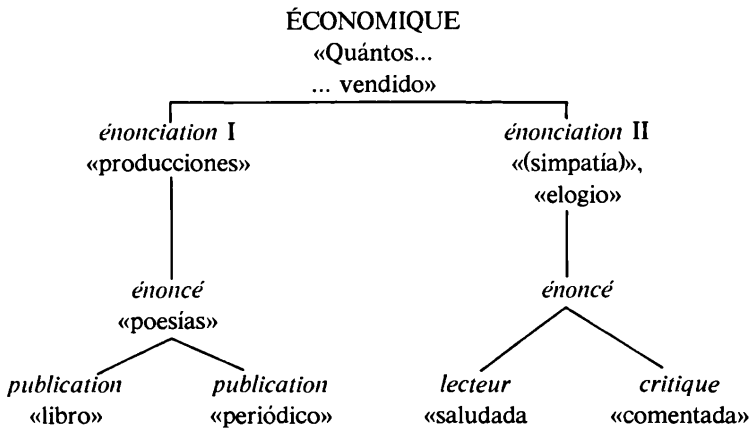 ÉCONOMIQUE
«Quántos...
... vendido»
énonciation I
«producciones»
énonciation II
«(simpatía)»,
«elogio»
énoncé
«poesías»
énoncé
publication
«libro»
publication
«periódico»
lecteur
«saludada
critique
«comentada»